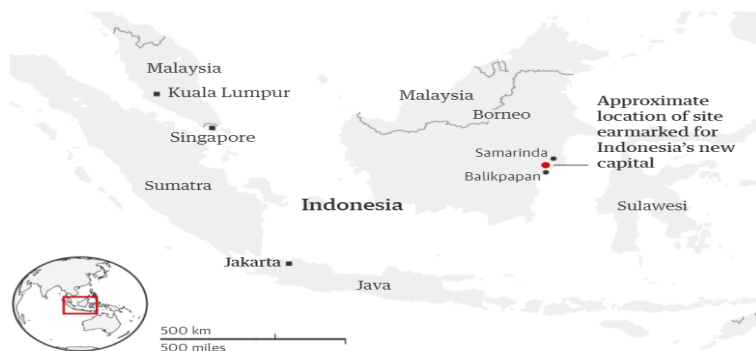 Malaysia
Kuala Lumpur
Singapore
Sumatra
Malaysia
Borneo
Samarinda
Balikpapan
Approximate
location of site
earmarked for
Indonesia's new
capital
Sulawesi
Indonesia
Jakarta
Java
500 km
500 miles